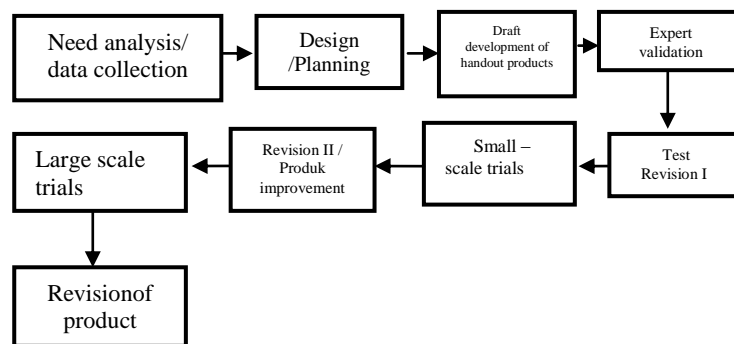 Need analysis/
data collection
Design
/Planning
Draft
development of
handout products
Expert
validation
Test
Revision I
Small –
scale trials
Revision II /
Produk
improvement
Large scale
trials
Revisionof
product